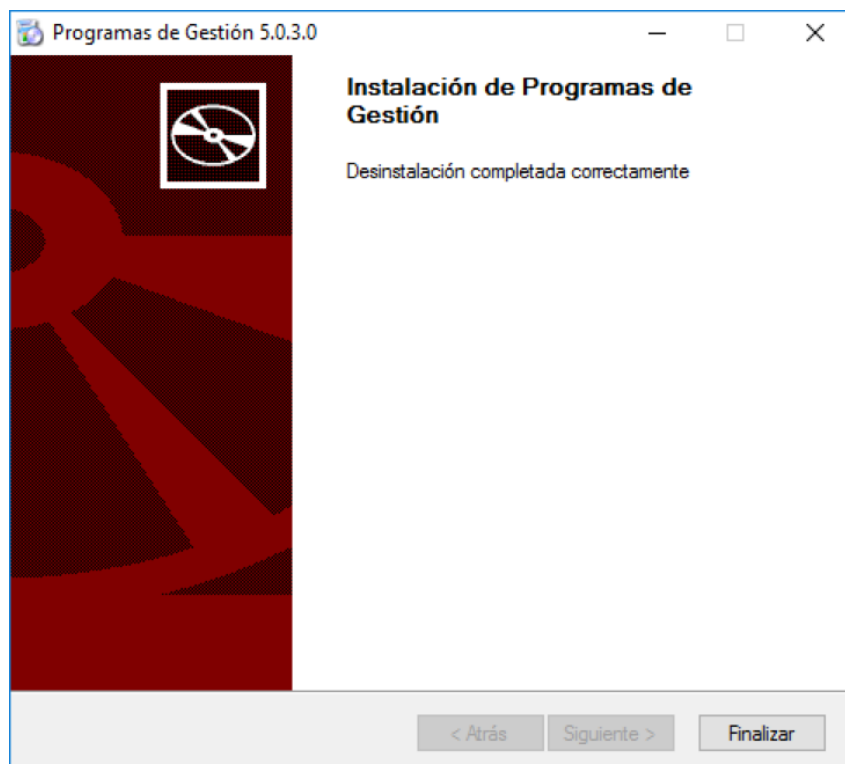 Programas de Gestión 5.0.3.0
Instalación de Programas de
Gestión
Desinstalación completada correctamente
< Atrás
Siguiente >
Finalizar